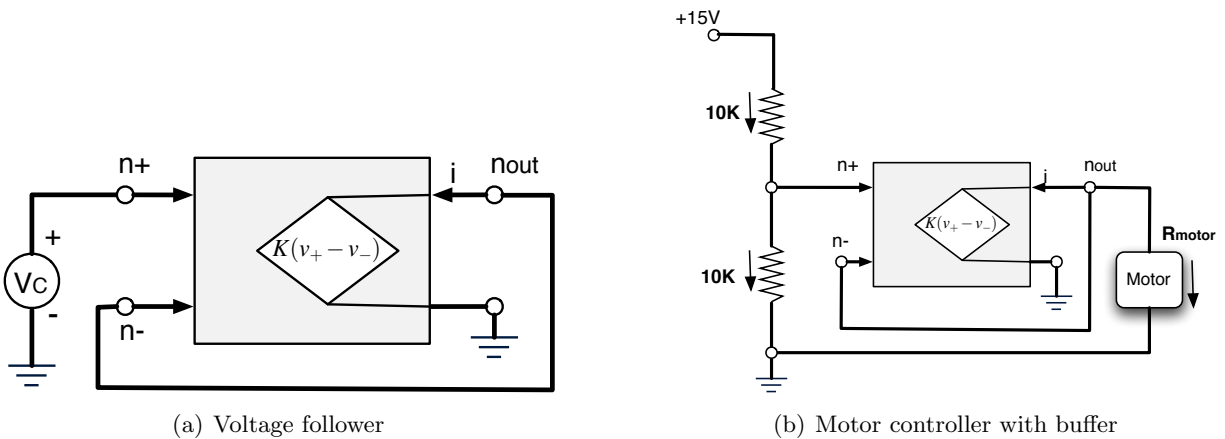 n+
i
nout
+
VC
-
K(v₊ − v₋)
n-
(a) Voltage follower
+15V
10K
n+
i
nout
K(v₊ − v₋)
n-
10K
Rmotor
Motor
(b) Motor controller with buffer